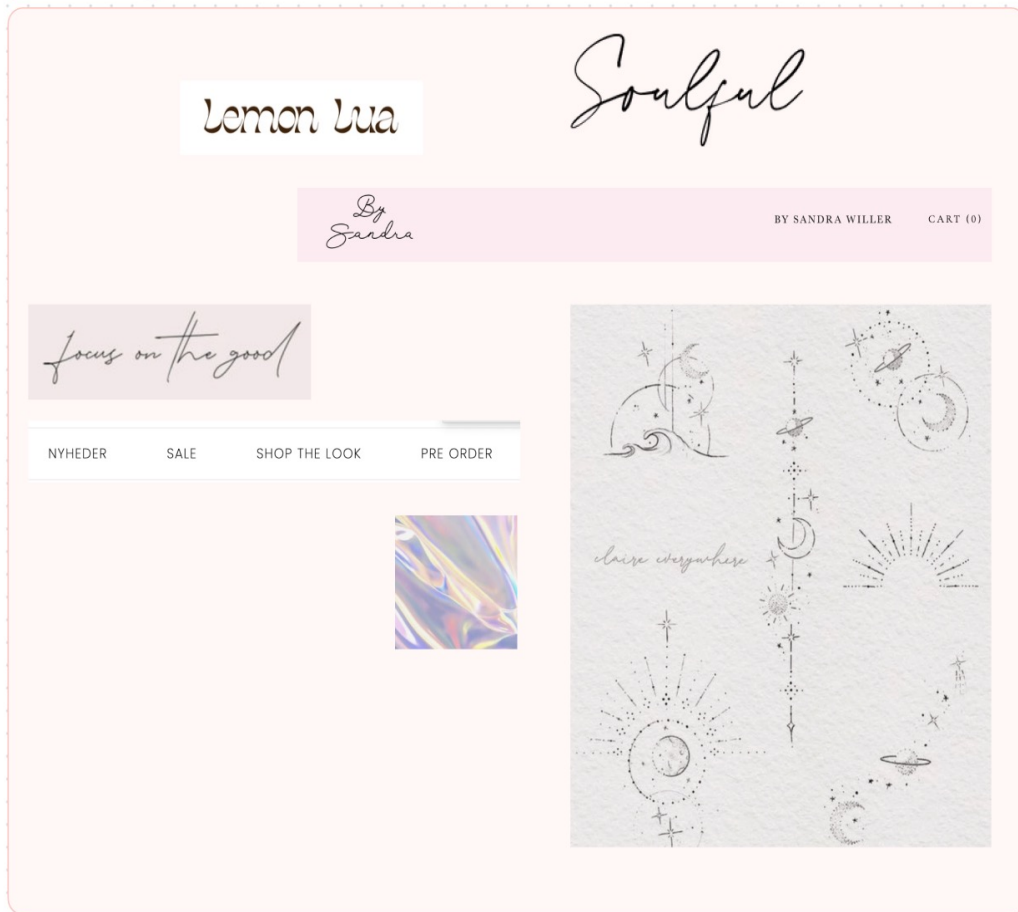 Lemon Lua
Soulful
By
Sandra
BY SANDRA WILLER CART (0)
focus on the good
NYHEDER SALE SHOP THE LOOK PRE ORDER
claire everywhere